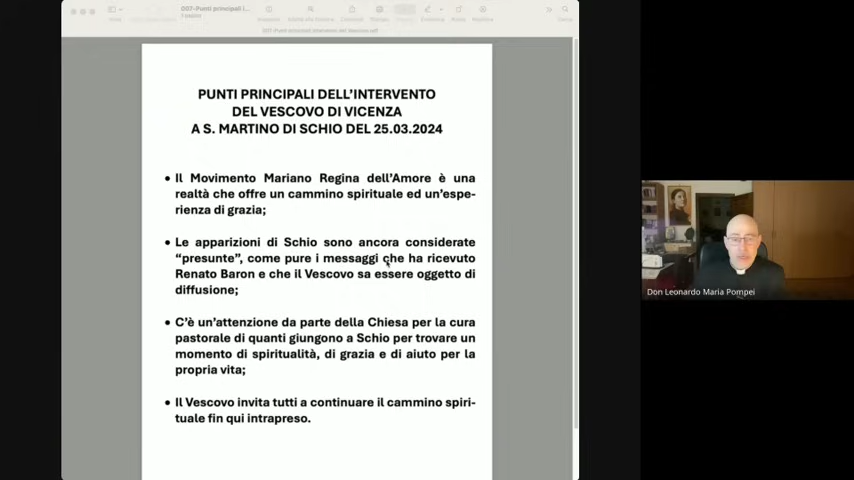 007-Punti principali i...
PUNTI PRINCIPALI DELL'INTERVENTO
DEL VESCOVO DI VICENZA
A S. MARTINO DI SCHIO DEL 25.03.2024
• Il Movimento Mariano Regina dell'Amore è una
realtà che offre un cammino spirituale ed un'espe-
rienza di grazia;
• Le apparizioni di Schio sono ancora considerate
"presunte", come pure i messaggi che ha ricevuto
Renato Baron e che il Vescovo sa essere oggetto di
diffusione;
• C'è un'attenzione da parte della Chiesa per la cura
pastorale di quanti giungono a Schio per trovare un
momento di spiritualità, di grazia e di aiuto per la
propria vita;
• Il Vescovo invita tutti a continuare il cammino spiri-
tuale fin qui intrapreso.
Don Leonardo Maria Pompei